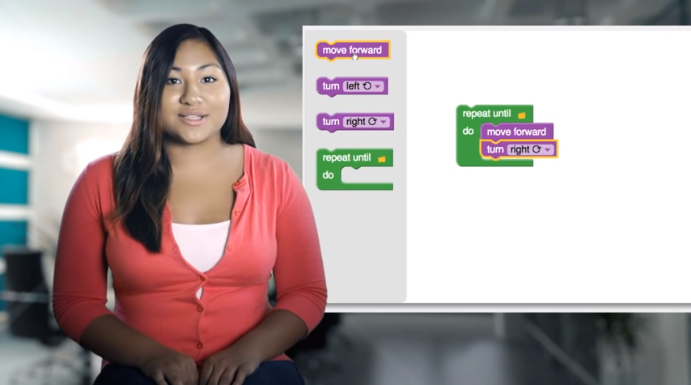 move forward
turn left
turn right
repeat until
do
repeat until
do
move forward
turn right